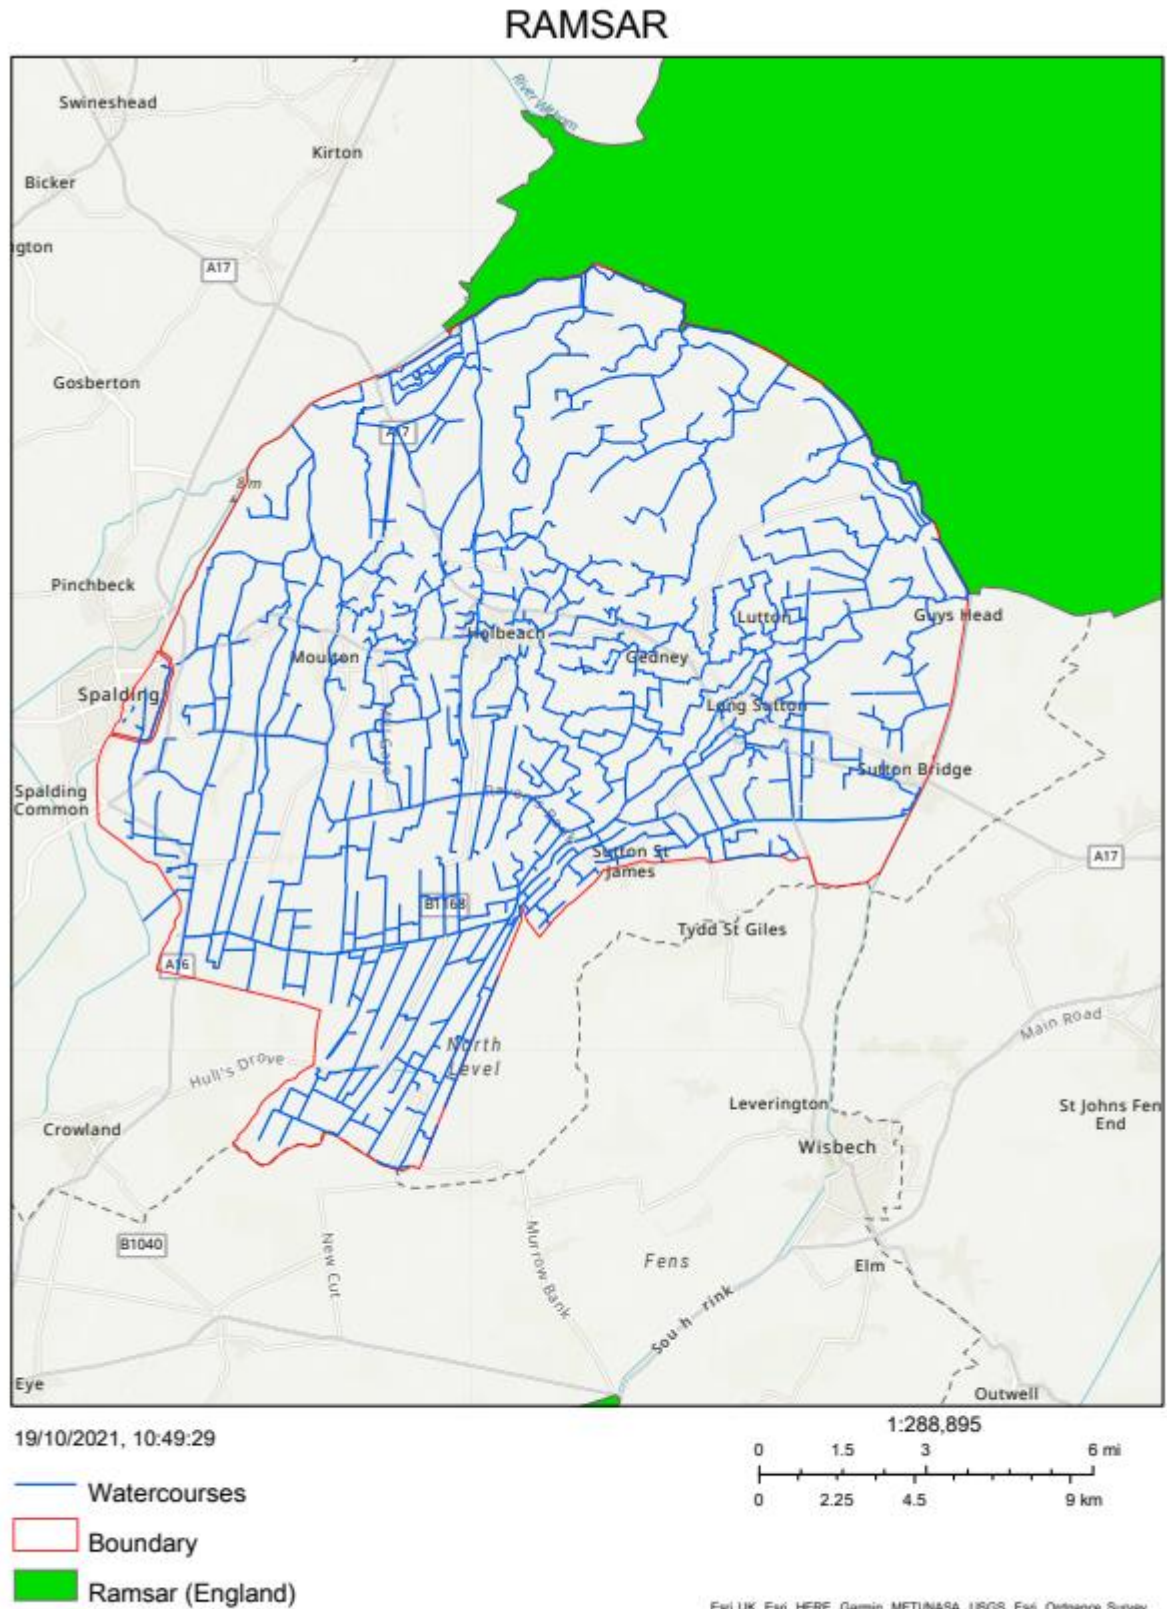 RAMSAR
River Witham
Swineshead
Kirton
Bicker
gton
A17
Gosberton
A17
Pinchbeck
Lutton
Guys Head
Holbeach
Moulton
Gedney
Spalding
Long Sutton
Sutton Bridge
Spalding
Common
Sutton St
James
A17
B1168
Tydd St Giles
A16
Main Road
North
Level
Hull's Drove
Leverington
St Johns Fen
End
Crowland
Wisbech
B1040
New Cut
Murrow Bank
Fens
Elm
Sou h rink
Eye
Outwell
19/10/2021, 10:49:29
1:288,895
0 1.5 3 6 mi
0 2.25 4.5 9 km
Watercourses
Boundary
Ramsar (England)